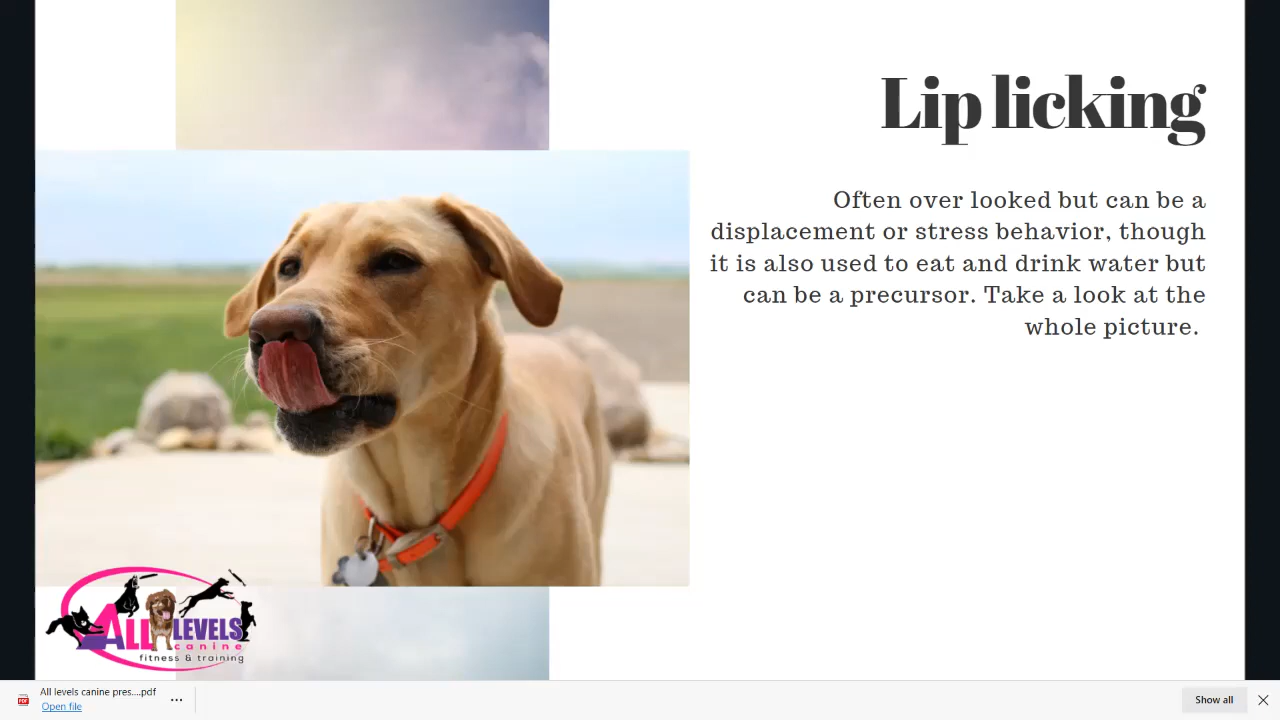 Lip licking
Often over looked but can be a
displacement or stress behavior, though
it is also used to eat and drink water but
can be a precursor. Take a look at the
whole picture.
ALL LEVELS
canine
fitness & training
PDF
All levels canine pres....pdf
Open file
...
Show all